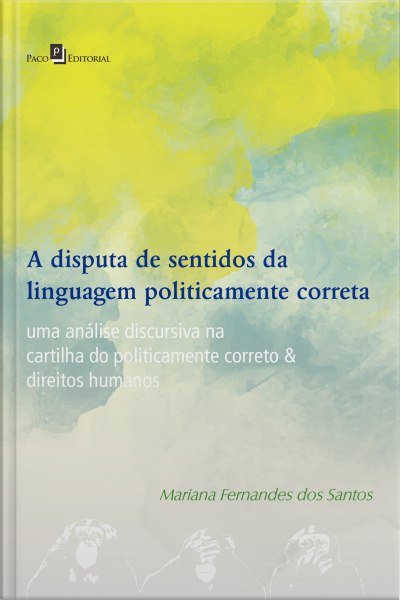 PACO EDITORIAL
A disputa de sentidos da
linguagem politicamente correta
uma análise discursiva na
cartilha do politicamente correto &
direitos humanos
Mariana Fernandes dos Santos